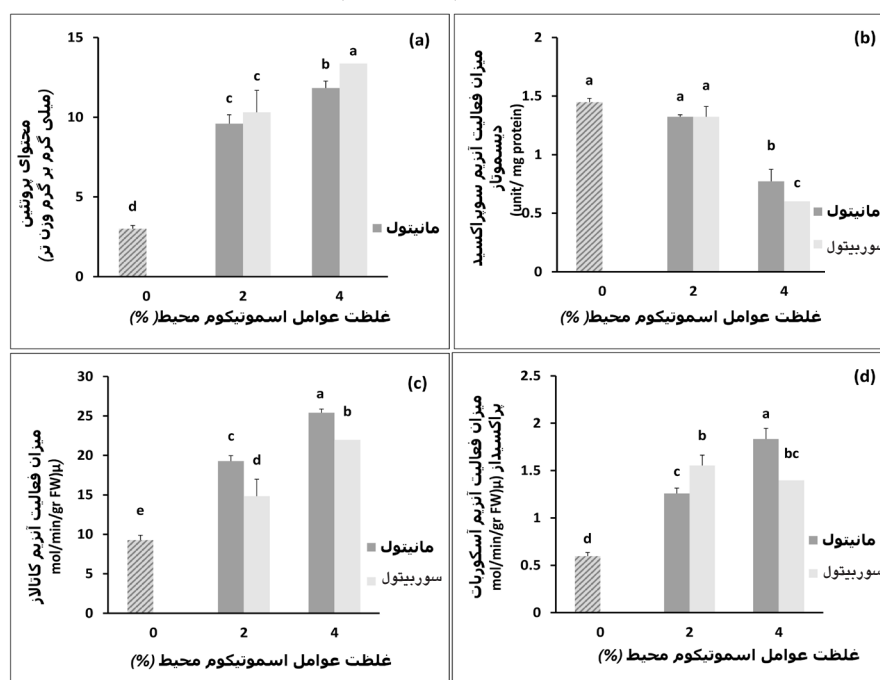 (a)
محتوای پروتئین
(میلی گرم بر گرم وزن تر)
15
10
5
0
d
c
c
b
a
مانیتول
0 2 4
غلظت عوامل اسموتیکوم محیط( %)
(b)
میزان فعالیت آنزیم سوپراکسید
دیسموتاز
(unit/ mg protein)
2
1.5
1
0.5
0
a
a
a
b
c
مانیتول
سوربیتول
0 2 4
غلظت عوامل اسموتیکوم محیط( %)
(c)
میزان فعالیت آنزیم کاتالاز
mol/min/gr FW)µ)
30
25
20
15
10
5
0
e
c
d
a
b
مانیتول
سوربیتول
0 2 4
غلظت عوامل اسموتیکوم محیط (%)
(d)
میزان فعالیت آنزیم آسکوربات
پراکسیداز (mol/min/gr FW)µ
2.5
2
1.5
1
0.5
0
d
c
b
a
bc
مانیتول
سوربیتول
0 2 4
غلظت عوامل اسموتیکوم محیط (%)